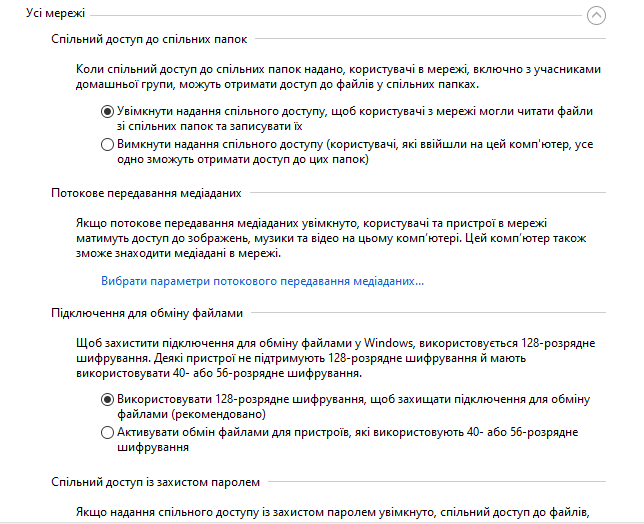 Усі мережі
Спільний доступ до спільних папок
Коли спільний доступ до спільних папок надано, користувачі в мережі, включно з учасниками
домашньої групи, можуть отримати доступ до файлів у спільних папках.
Увімкнути надання спільного доступу, щоб користувачі з мережі могли читати файли
зі спільних папок та записувати їх
Вимкнути надання спільного доступу (користувачі, які ввійшли на цей комп'ютер, усе
одно зможуть отримати доступ до цих папок)
Потокове передавання медіаданих
Якщо потокове передавання медіаданих увімкнуто, користувачі та пристрої в мережі
матимуть доступ до зображень, музики та відео на цьому комп'ютері. Цей комп'ютер також
зможе знаходити медіадані в мережі.
Вибрати параметри потокового передавання медіаданих...
Підключення для обміну файлами
Щоб захистити підключення для обміну файлами у Windows, використовується 128-розрядне
шифрування. Деякі пристрої не підтримують 128-розрядне шифрування й мають
використовувати 40- або 56-розрядне шифрування.
Використовувати 128-розрядне шифрування, щоб захищати підключення для обміну
файлами (рекомендовано)
Активувати обмін файлами для пристроїв, які використовують 40- або 56-розрядне
шифрування
Спільний доступ із захистом паролем
Якщо надання спільного доступу із захистом паролем увімкнуто, спільний доступ до файлів,